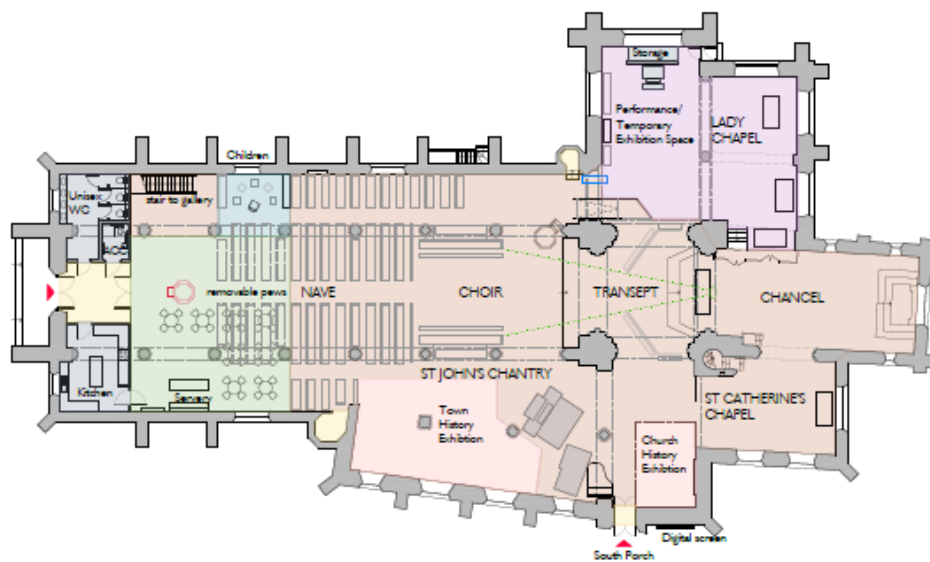 Storage
Performance/
Temporary
Exhibition Space
LADY
CHAPEL
Children
Unisex
WC
stair to gallery
ACC
removable pews
NAVE
CHOIR
TRANSEPT
CHANCEL
ST JOHN'S CHANTRY
Kitchen
Servery
Town
History
Exhibition
ST CATHERINE'S
CHAPEL
Church
History
Exhibition
Digital screen
South Porch